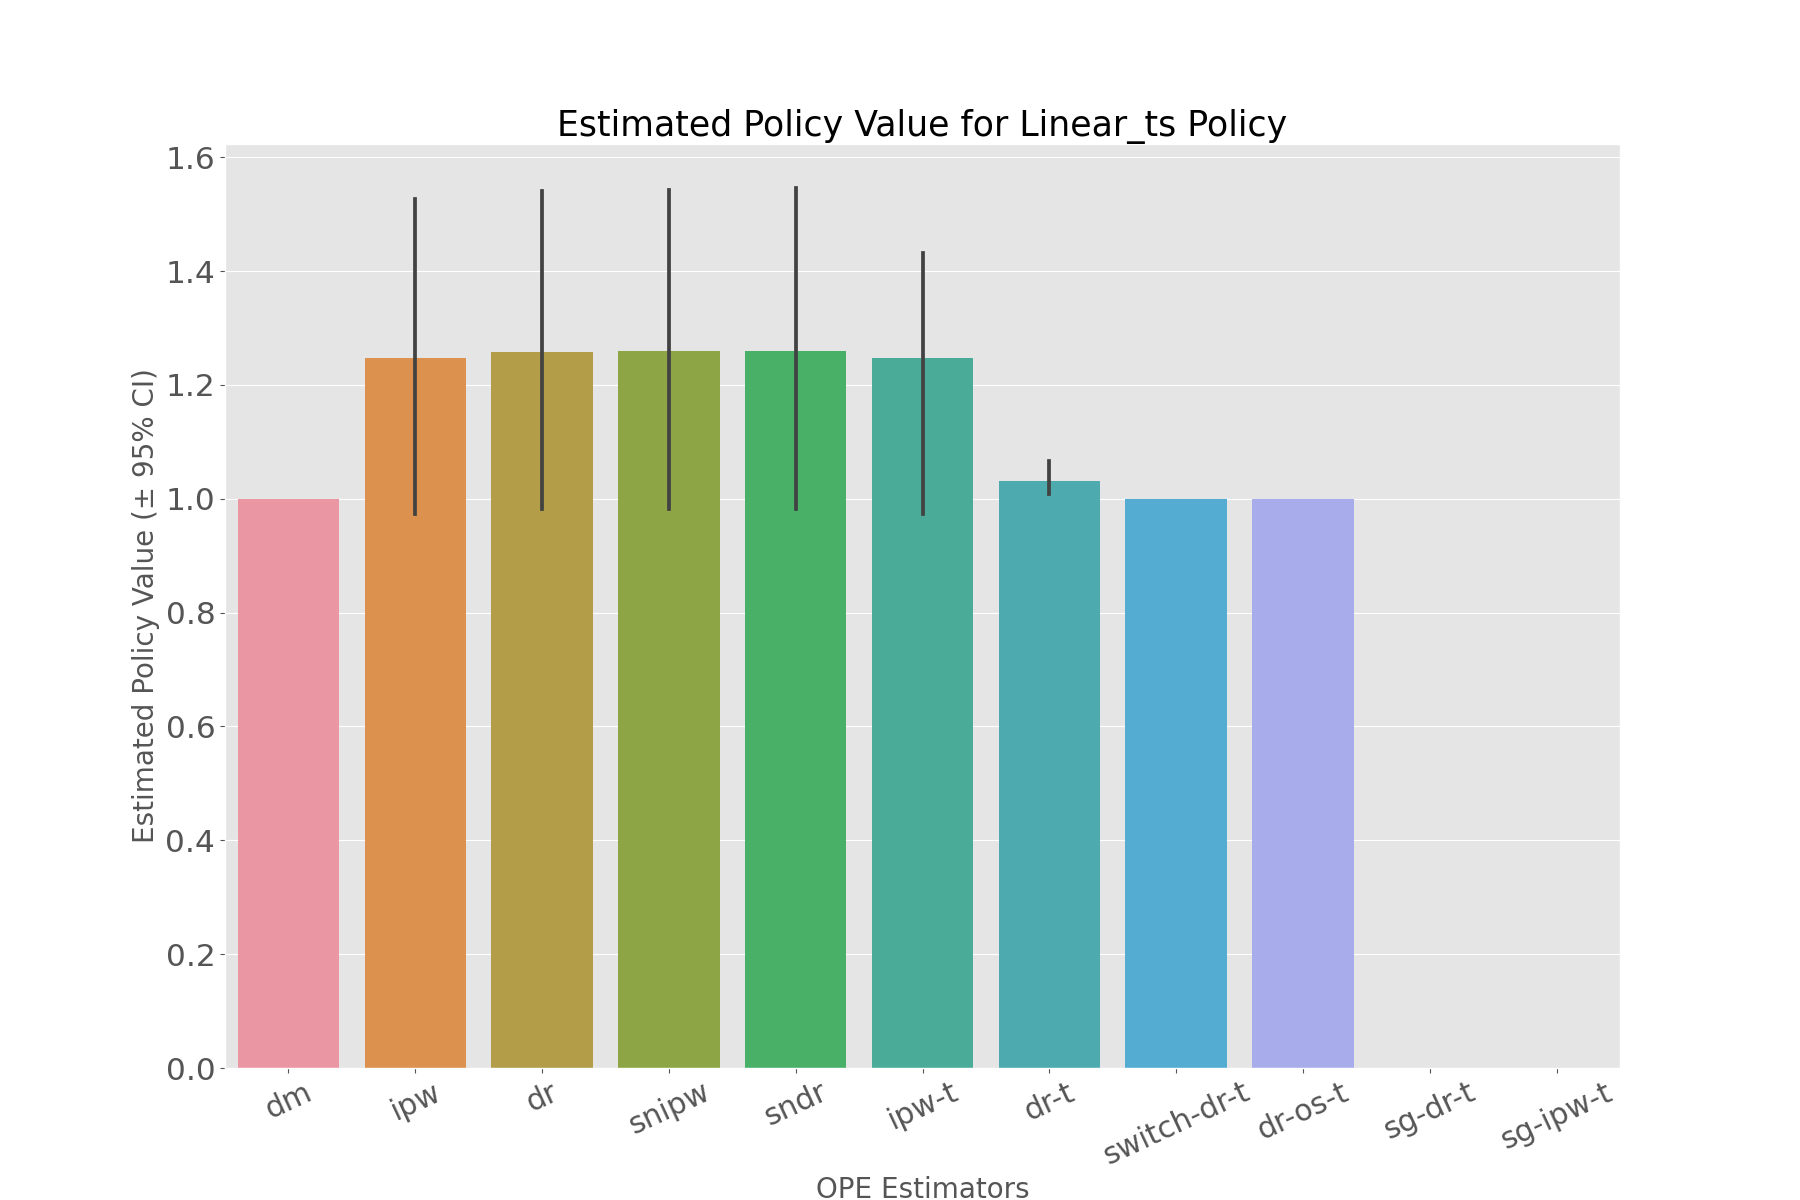 Estimated Policy Value for Linear_ts Policy
Estimated Policy Value (± 95% CI)
1.6
1.4
1.2
1.0
0.8
0.6
0.4
0.2
0.0
dm ipw dr snipw sndr ipw-t dr-t switch-dr-t dr-os-t sg-dr-t sg-ipw-t
OPE Estimators